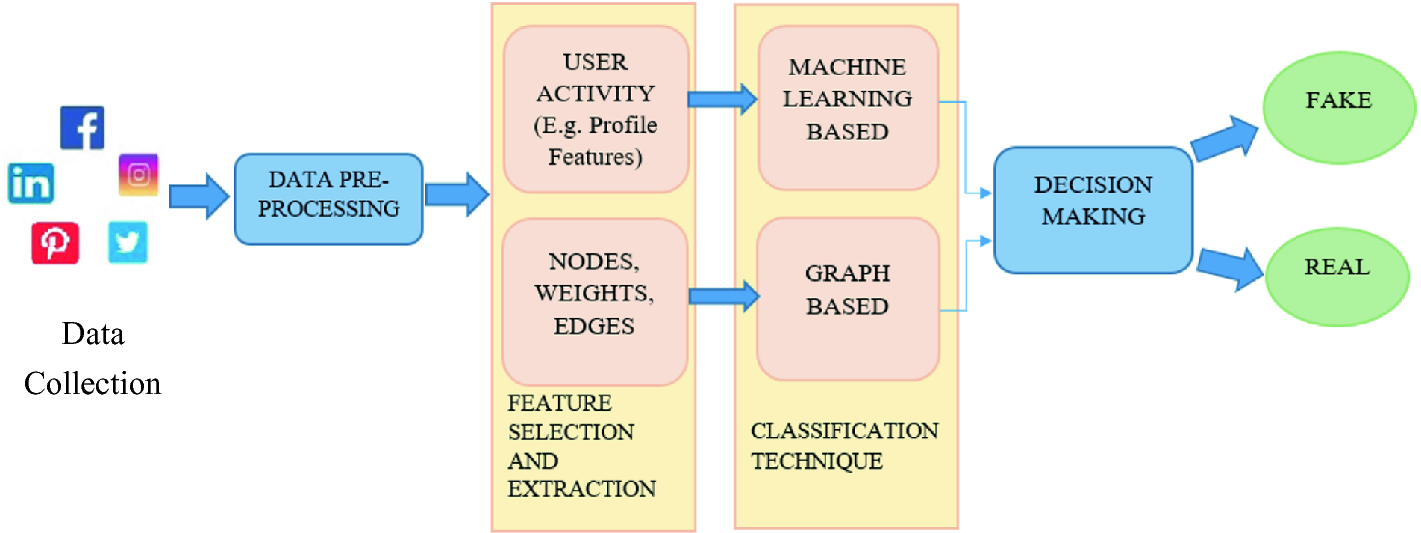 Data
Collection
DATA PRE-
PROCESSING
USER
ACTIVITY
(E.g. Profile
Features)
NODES,
WEIGHTS,
EDGES
FEATURE
SELECTION
AND
EXTRACTION
MACHINE
LEARNING
BASED
GRAPH
BASED
CLASSIFICATION
TECHNIQUE
DECISION
MAKING
FAKE
REAL
in